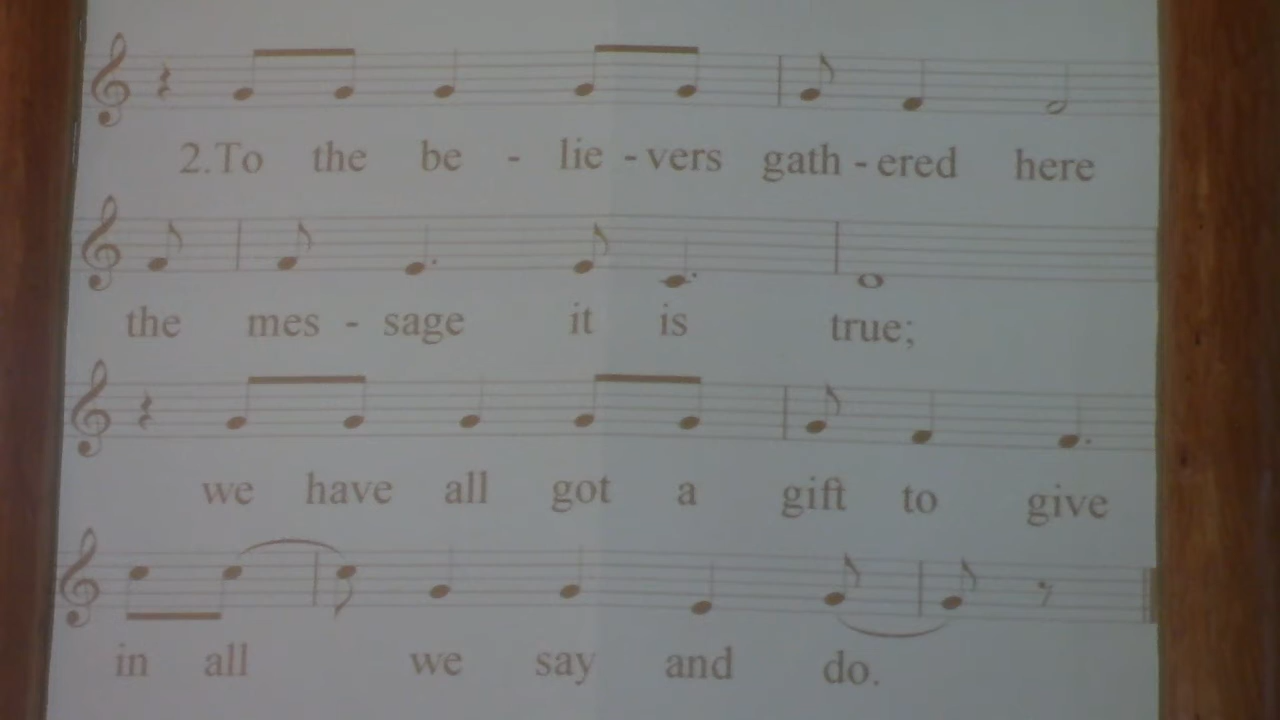 2.To the be - lie - vers gath - ered here
the mes - sage it is true;
we have all got a gift to give
in all we say and do.